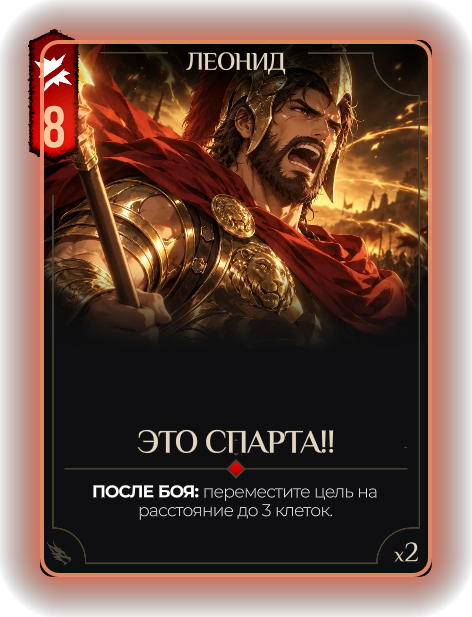 ЛЕОНИД
8
ЭТО СПАРТА!!
ПОСЛЕ БОЯ: переместите цель на
расстояние до 3 клеток.
x2